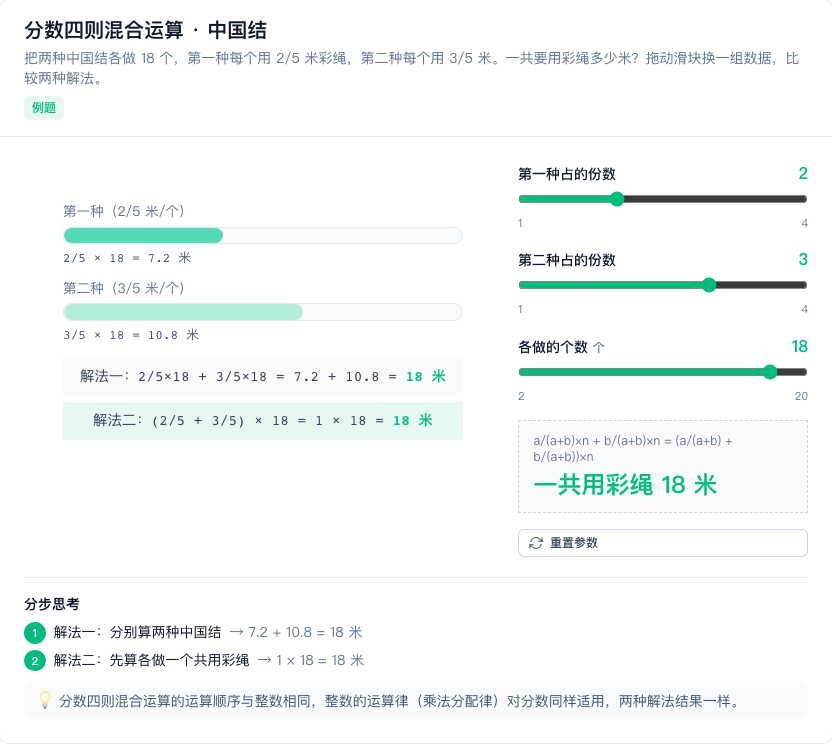 分数四则混合运算 · 中国结
把两种中国结各做 18 个，第一种每个用 2/5 米彩绳，第二种每个用 3/5 米。一共要用彩绳多少米？拖动滑块换一组数据，比
较两种解法。
例题
第一种（2/5 米/个）
2/5 × 18 = 7.2 米
第二种（3/5 米/个）
3/5 × 18 = 10.8 米
解法一：2/5×18 + 3/5×18 = 7.2 + 10.8 = 18 米
解法二：(2/5 + 3/5) × 18 = 1 × 18 = 18 米
第一种占的份数 2
1 4
第二种占的份数 3
1 4
各做的个数 个 18
2 20
a/(a+b)×n + b/(a+b)×n = (a/(a+b) +
b/(a+b))×n
一共用彩绳 18 米
重置参数
分步思考
1 解法一：分别算两种中国结 → 7.2 + 10.8 = 18 米
2 解法二：先算各做一个共用彩绳 → 1 × 18 = 18 米
分数四则混合运算的运算顺序与整数相同，整数的运算律（乘法分配律）对分数同样适用，两种解法结果一样。